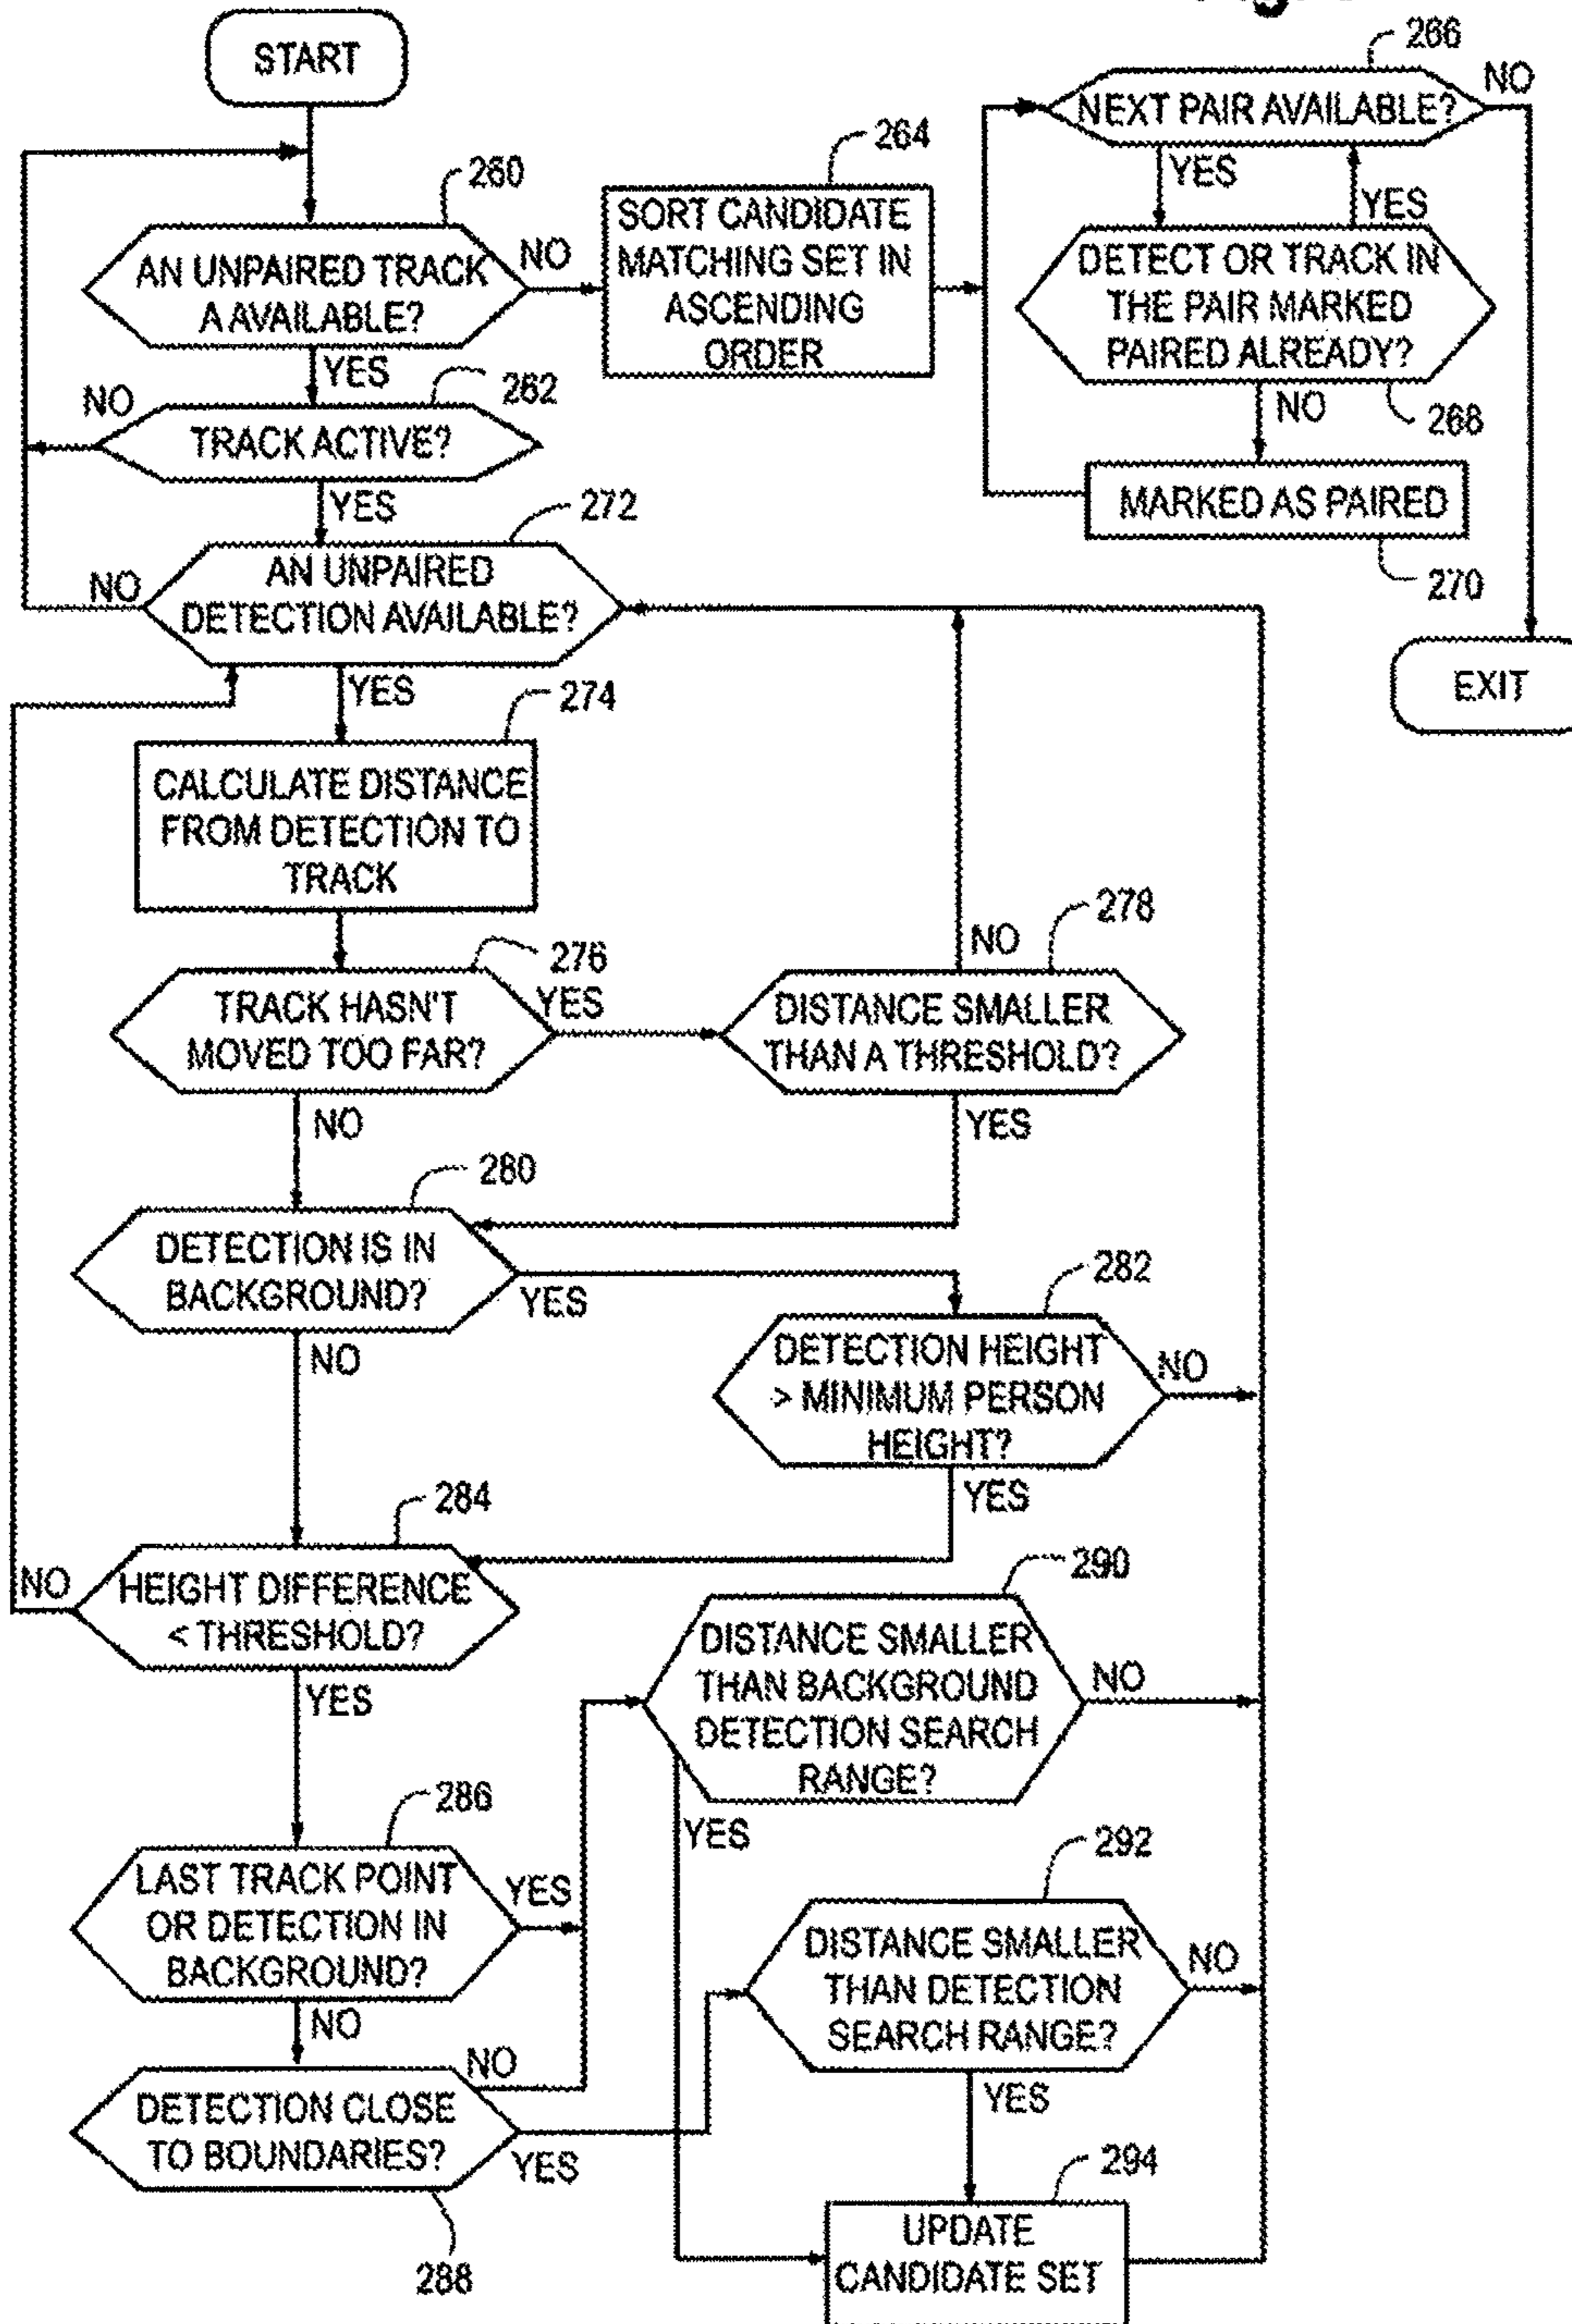 START
260
AN UNPAIRED TRACK
A AVAILABLE?
NO
YES
264
SORT CANDIDATE
MATCHING SET IN
ASCENDING
ORDER
266
NEXT PAIR AVAILABLE?
NO
YES
YES
DETECT OR TRACK IN
THE PAIR MARKED
PAIRED ALREADY?
NO
268
MARKED AS PAIRED
270
EXIT
262
NO
TRACK ACTIVE?
YES
272
AN UNPAIRED
DETECTION AVAILABLE?
NO
YES
274
CALCULATE DISTANCE
FROM DETECTION TO
TRACK
276
TRACK HASN'T
MOVED TOO FAR?
YES
NO
278
NO
DISTANCE SMALLER
THAN A THRESHOLD?
YES
280
DETECTION IS IN
BACKGROUND?
YES
NO
282
DETECTION HEIGHT
> MINIMUM PERSON
HEIGHT?
NO
YES
284
NO
HEIGHT DIFFERENCE
< THRESHOLD?
YES
290
DISTANCE SMALLER
THAN BACKGROUND
DETECTION SEARCH
RANGE?
NO
YES
286
LAST TRACK POINT
OR DETECTION IN
BACKGROUND?
YES
NO
292
DISTANCE SMALLER
THAN DETECTION
SEARCH RANGE?
NO
YES
NO
DETECTION CLOSE
TO BOUNDARIES?
YES
288
294
UPDATE
CANDIDATE SET